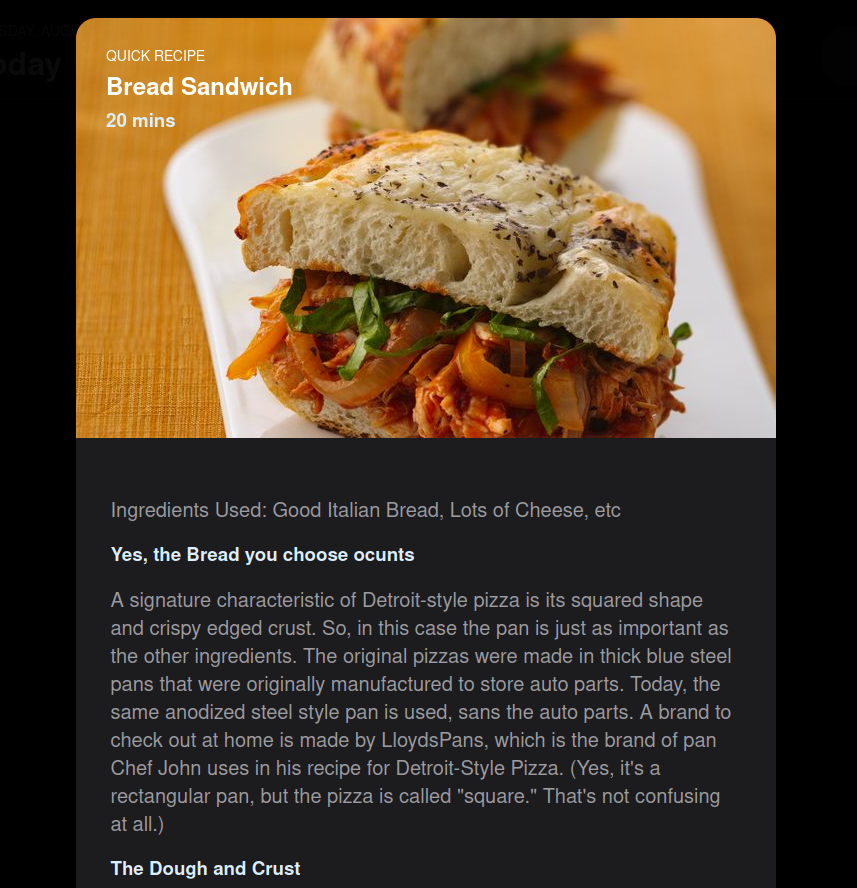 SDAY, AUG
oday
QUICK RECIPE
Bread Sandwich
20 mins
Ingredients Used: Good Italian Bread, Lots of Cheese, etc
Yes, the Bread you choose ocunts
A signature characteristic of Detroit-style pizza is its squared shape
and crispy edged crust. So, in this case the pan is just as important as
the other ingredients. The original pizzas were made in thick blue steel
pans that were originally manufactured to store auto parts. Today, the
same anodized steel style pan is used, sans the auto parts. A brand to
check out at home is made by LloydsPans, which is the brand of pan
Chef John uses in his recipe for Detroit-Style Pizza. (Yes, it's a
rectangular pan, but the pizza is called "square." That's not confusing
at all.)
The Dough and Crust